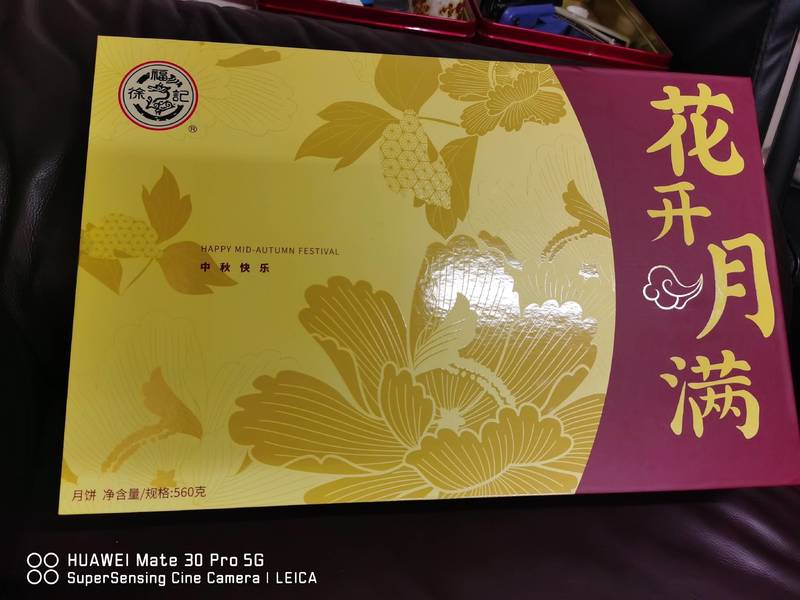 徐福記
®
HAPPY MID-AUTUMN FESTIVAL
中秋快乐
花开月满
月饼 净含量/规格:560克
HUAWEI Mate 30 Pro 5G
SuperSensing Cine Camera | LEICA